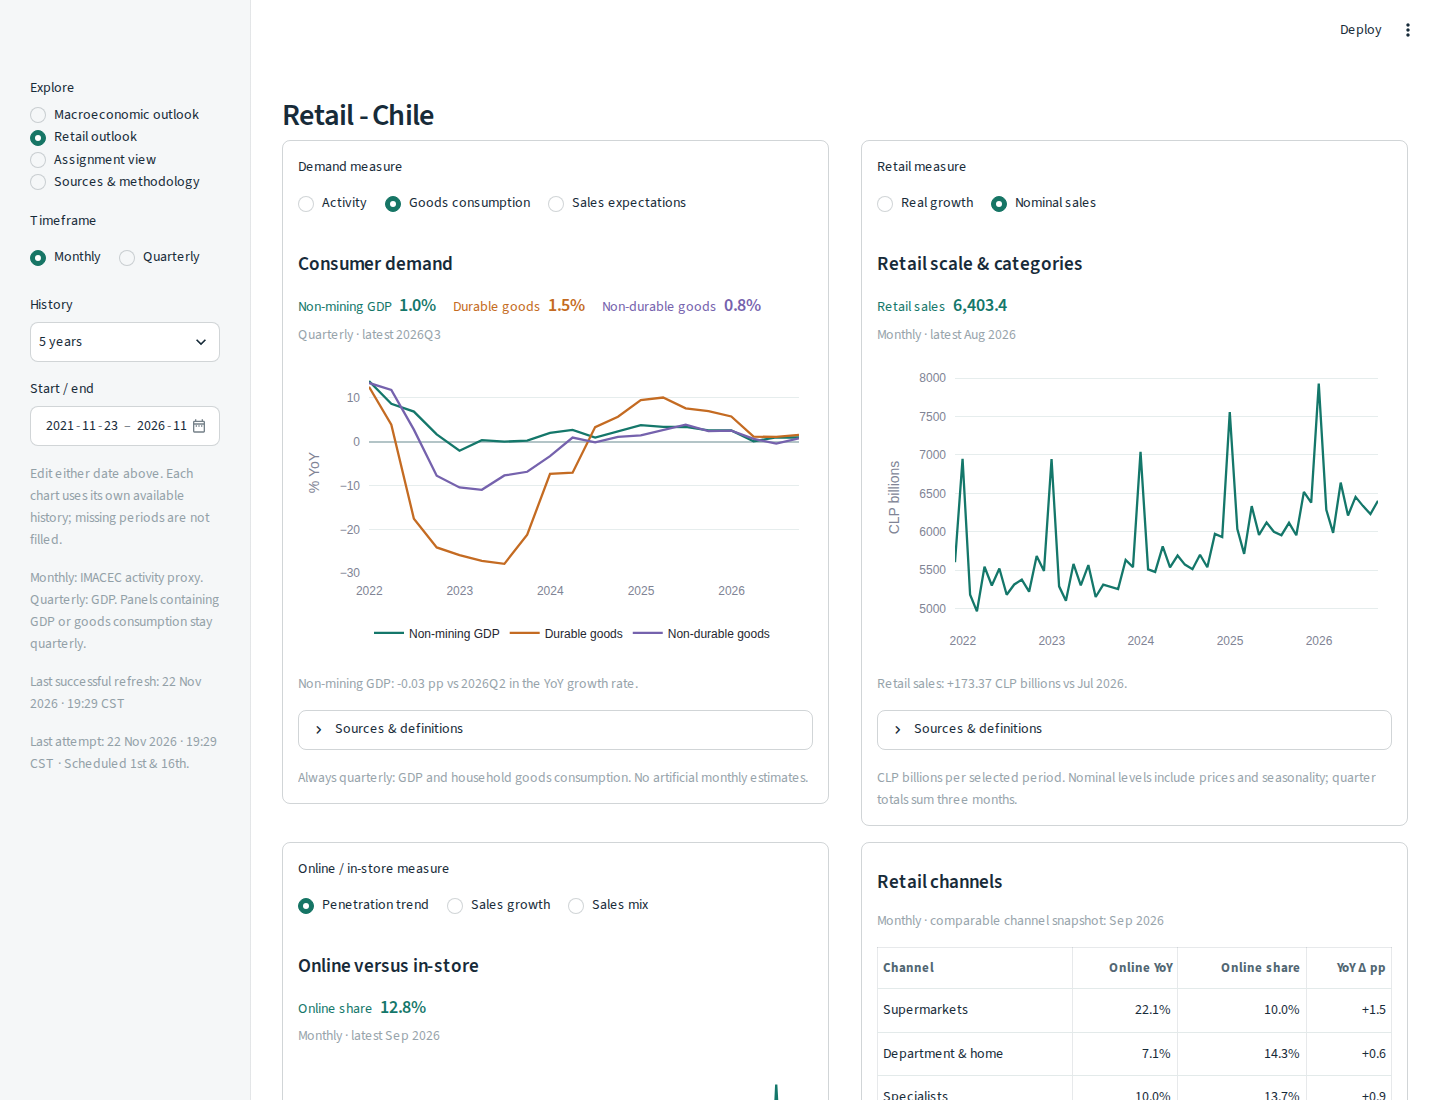 Deploy
Explore
Macroeconomic outlook
Retail outlook
Assignment view
Sources & methodology
Timeframe
Monthly
Quarterly
History
5 years
Start / end
2021-11-23 – 2026-11
Edit either date above. Each
chart uses its own available
history; missing periods are not
filled.
Monthly: IMACEC activity proxy.
Quarterly: GDP. Panels containing
GDP or goods consumption stay
quarterly.
Last successful refresh: 22 Nov
2026 · 19:29 CST
Last attempt: 22 Nov 2026 · 19:29
CST · Scheduled 1st & 16th.
Retail - Chile
Demand measure
Activity
Goods consumption
Sales expectations
Consumer demand
Non-mining GDP 1.0% Durable goods 1.5% Non-durable goods 0.8%
Quarterly · latest 2026Q3
% YoY
10
0
−10
−20
−30
2022 2023 2024 2025 2026
Non-mining GDP Durable goods Non-durable goods
Non-mining GDP: -0.03 pp vs 2026Q2 in the YoY growth rate.
Sources & definitions
Always quarterly: GDP and household goods consumption. No artificial monthly estimates.
Retail measure
Real growth
Nominal sales
Retail scale & categories
Retail sales 6,403.4
Monthly · latest Aug 2026
CLP billions
8000
7500
7000
6500
6000
5500
5000
2022 2023 2024 2025 2026
Retail sales: +173.37 CLP billions vs Jul 2026.
Sources & definitions
CLP billions per selected period. Nominal levels include prices and seasonality; quarter
totals sum three months.
Online / in-store measure
Penetration trend
Sales growth
Sales mix
Online versus in-store
Online share 12.8%
Monthly · latest Sep 2026
Retail channels
Monthly · comparable channel snapshot: Sep 2026
Channel Online YoY Online share YoY Δ pp
Supermarkets 22.1% 10.0% +1.5
Department & home 7.1% 14.3% +0.6
Specialists 10.0% 13.7% +0.9